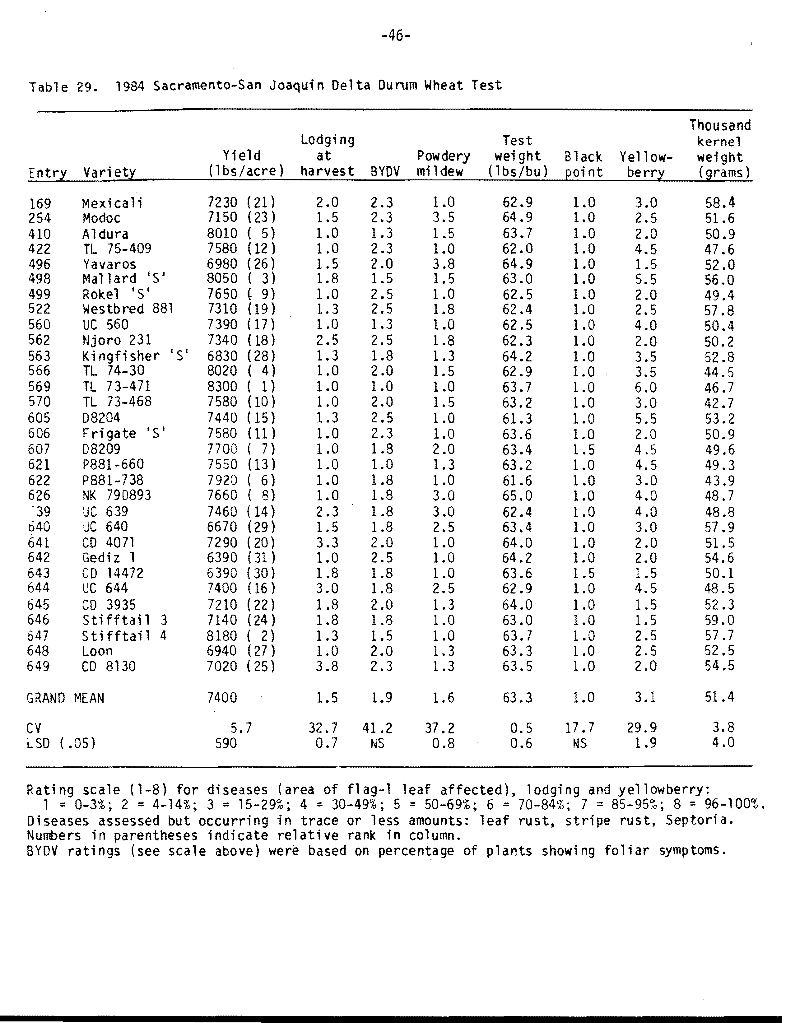 -46-
Table 29. 1984 Sacramento-San Joaquin Delta Durum Wheat Test
Thousand
Lodging Test kernel
Yield at Powdery weight Black Yellow- weight
Entry Variety (lbs/acre) harvest BYDV mildew (lbs/bu) point berry (grams)
169 Mexicali 7230 (21) 2.0 2.3 1.0 62.9 1.0 3.0 58.4
254 Modoc 7150 (23) 1.5 2.3 3.5 64.9 1.0 2.5 51.6
410 Aldura 8010 ( 5) 1.0 1.3 1.5 63.7 1.0 2.0 50.9
422 TL 75-409 7580 (12) 1.0 2.3 1.0 62.0 1.0 4.5 47.6
496 Yavaros 6980 (26) 1.5 2.0 3.8 64.9 1.0 1.5 52.0
498 Mallard 'S' 8050 ( 3) 1.8 1.5 1.5 63.0 1.0 5.5 56.0
499 Rokel 'S' 7650 ( 9) 1.0 2.5 1.0 62.5 1.0 2.0 49.4
522 Westbred 881 7310 (19) 1.3 2.5 1.8 62.4 1.0 2.5 57.8
560 UC 560 7390 (17) 1.0 1.3 1.0 62.5 1.0 4.0 50.4
562 Njoro 231 7340 (18) 2.5 2.5 1.8 62.3 1.0 2.0 50.2
563 Kingfisher 'S' 6830 (28) 1.3 1.8 1.3 64.2 1.0 3.5 52.8
566 TL 74-30 8020 ( 4) 1.0 2.0 1.5 62.9 1.0 3.5 44.5
569 TL 73-471 8300 ( 1) 1.0 1.0 1.0 63.7 1.0 6.0 46.7
570 TL 73-468 7580 (10) 1.0 2.0 1.5 63.2 1.0 3.0 42.7
605 D8204 7440 (15) 1.3 2.5 1.0 61.3 1.0 5.5 53.2
606 Frigate 'S' 7580 (11) 1.0 2.3 1.0 63.6 1.0 2.0 50.9
607 D8209 7700 ( 7) 1.0 1.8 2.0 63.4 1.5 4.5 49.6
621 P881-660 7550 (13) 1.0 1.0 1.3 63.2 1.0 4.5 49.3
622 P881-738 7920 ( 6) 1.0 1.8 1.0 61.6 1.0 3.0 43.9
626 NK 790893 7660 ( 8) 1.0 1.8 3.0 65.0 1.0 4.0 48.7
39 UC 639 7460 (14) 2.3 1.8 3.0 62.4 1.0 4.0 48.8
640 UC 640 6670 (29) 1.5 1.8 2.5 63.4 1.0 3.0 57.9
641 CD 4071 7290 (20) 3.3 2.0 1.0 64.0 1.0 2.0 51.5
642 Gediz 1 6390 (31) 1.0 2.5 1.0 64.2 1.0 2.0 54.6
643 CD 14472 6390 (30) 1.8 1.8 1.0 63.6 1.5 1.5 50.1
644 UC 644 7400 (16) 3.0 1.8 2.5 62.9 1.0 4.5 48.5
645 CD 3935 7210 (22) 1.8 2.0 1.3 64.0 1.0 1.5 52.3
646 Stifftail 3 7140 (24) 1.8 1.8 1.0 63.0 1.0 1.5 59.0
647 Stifftail 4 8180 ( 2) 1.3 1.5 1.0 63.7 1.0 2.5 57.7
648 Loon 6940 (27) 1.0 2.0 1.3 63.3 1.0 2.5 52.5
649 CD 8130 7020 (25) 3.8 2.3 1.3 63.5 1.0 2.0 54.5
GRAND MEAN 7400 1.5 1.9 1.6 63.3 1.0 3.1 51.4
CV 5.7 32.7 41.2 37.2 0.5 17.7 29.9 3.8
LSD (.05) 590 0.7 NS 0.8 0.6 NS 1.9 4.0
Rating scale (1-8) for diseases (area of flag-1 leaf affected), lodging and yellowberry:
1 = 0-3%; 2 = 4-14%; 3 = 15-29%; 4 = 30-49%; 5 = 50-69%; 6 = 70-84%; 7 = 85-95%; 8 = 96-100%.
Diseases assessed but occurring in trace or less amounts: leaf rust, stripe rust, Septoria.
Numbers in parentheses indicate relative rank in column.
BYDV ratings (see scale above) were based on percentage of plants showing foliar symptoms.